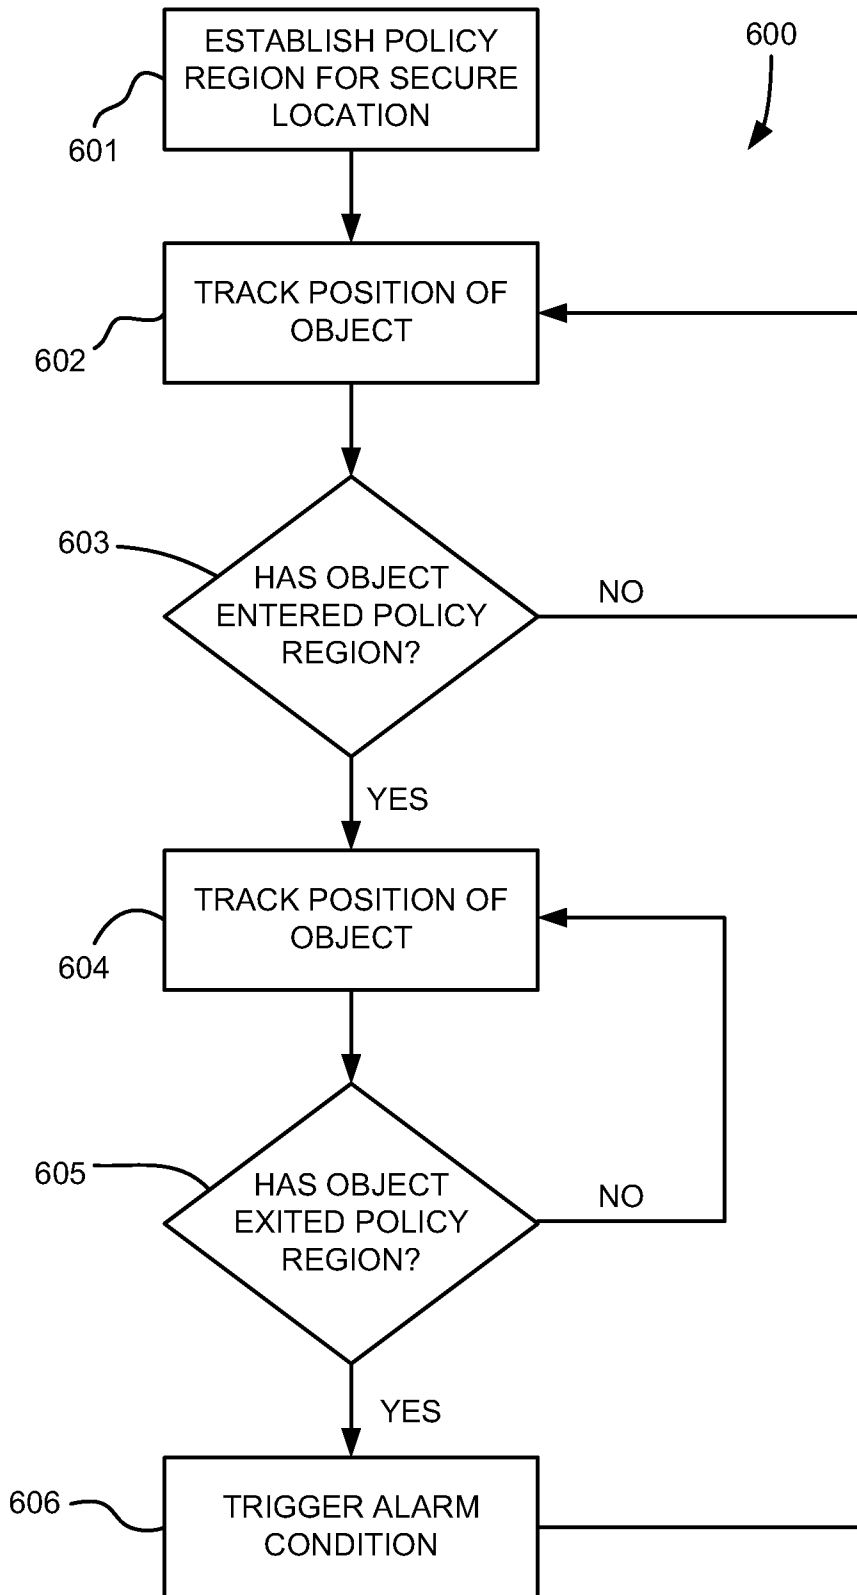 ESTABLISH POLICY
REGION FOR SECURE
LOCATION
600
601
TRACK POSITION OF
OBJECT
602
603
HAS OBJECT
ENTERED POLICY
REGION?
NO
YES
TRACK POSITION OF
OBJECT
604
605
HAS OBJECT
EXITED POLICY
REGION?
NO
YES
606
TRIGGER ALARM
CONDITION